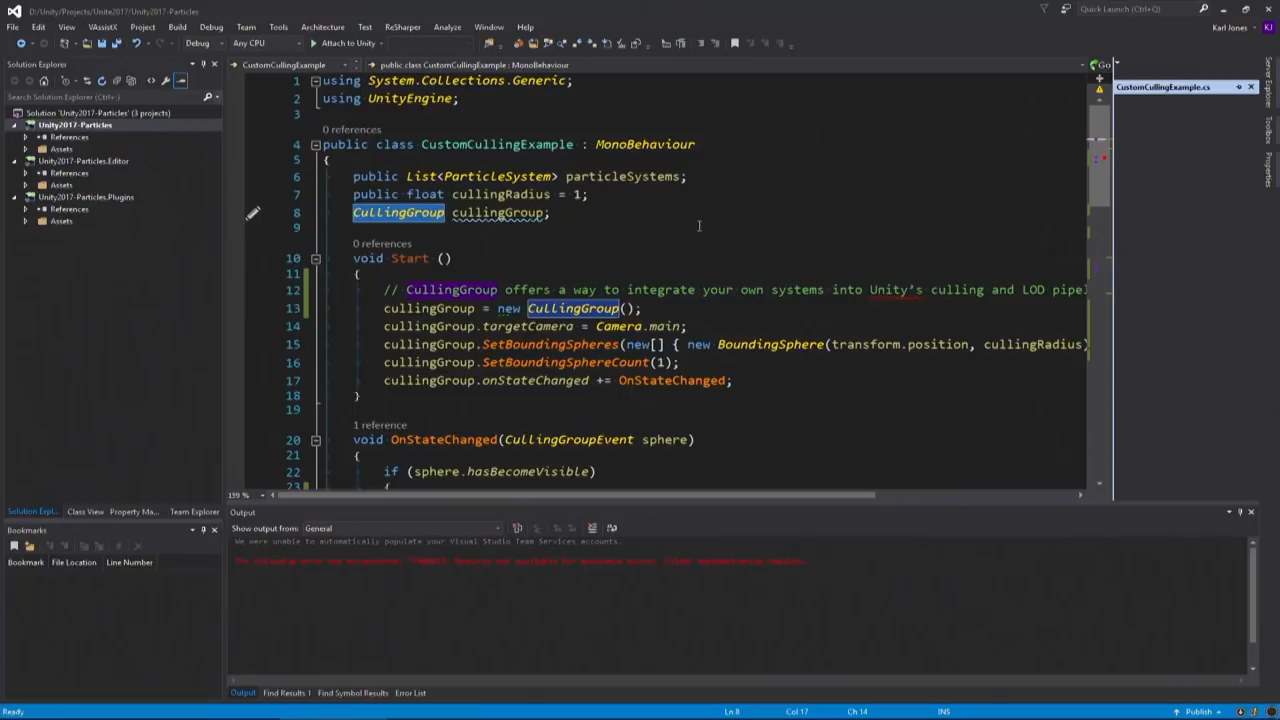 D:/Unity/Projects/Unite2017/Unity2017-Particles
Quick Launch (Ctrl+Q)
File Edit View VAssistX Project Build Debug Team Tools Architecture Test ReSharper Analyze Window Help
Karl Jones
KJ
Debug Any CPU Attach to Unity
Solution Explorer
CustomCullingExample
public class CustomCullingExample : MonoBehaviour
Go
CustomCullingExample.cs
Search Solution Explorer (Ctrl+;)
Solution 'Unity2017-Particles' (3 projects)
Unity2017-Particles
References
Assets
Unity2017-Particles.Editor
References
Assets
Unity2017-Particles.Plugins
References
Assets
1 using System.Collections.Generic;
2 using UnityEngine;
3
0 references
4 public class CustomCullingExample : MonoBehaviour
5 {
6 public List<ParticleSystem> particleSystems;
7 public float cullingRadius = 1;
8 CullingGroup cullingGroup;
9
0 references
10 void Start ()
11 {
12 // CullingGroup offers a way to integrate your own systems into Unity’s culling and LOD pipel
13 cullingGroup = new CullingGroup();
14 cullingGroup.targetCamera = Camera.main;
15 cullingGroup.SetBoundingSpheres(new[] { new BoundingSphere(transform.position, cullingRadius)
16 cullingGroup.SetBoundingSphereCount(1);
17 cullingGroup.onStateChanged += OnStateChanged;
18 }
19
1 reference
20 void OnStateChanged(CullingGroupEvent sphere)
21 {
22 if (sphere.hasBecomeVisible)
23 {
159 %
Server Explorer
Toolbox
Properties
Solution Expl... Class View Property Ma... Team Explorer
Bookmarks
Bookmark File Location Line Number
Output
Show output from: General
We were unable to automatically populate your Visual Studio Team Services accounts.
Output Find Results 1 Find Symbol Results Error List
Ready
Ln 8 Col 17 Ch 14 INS
Publish